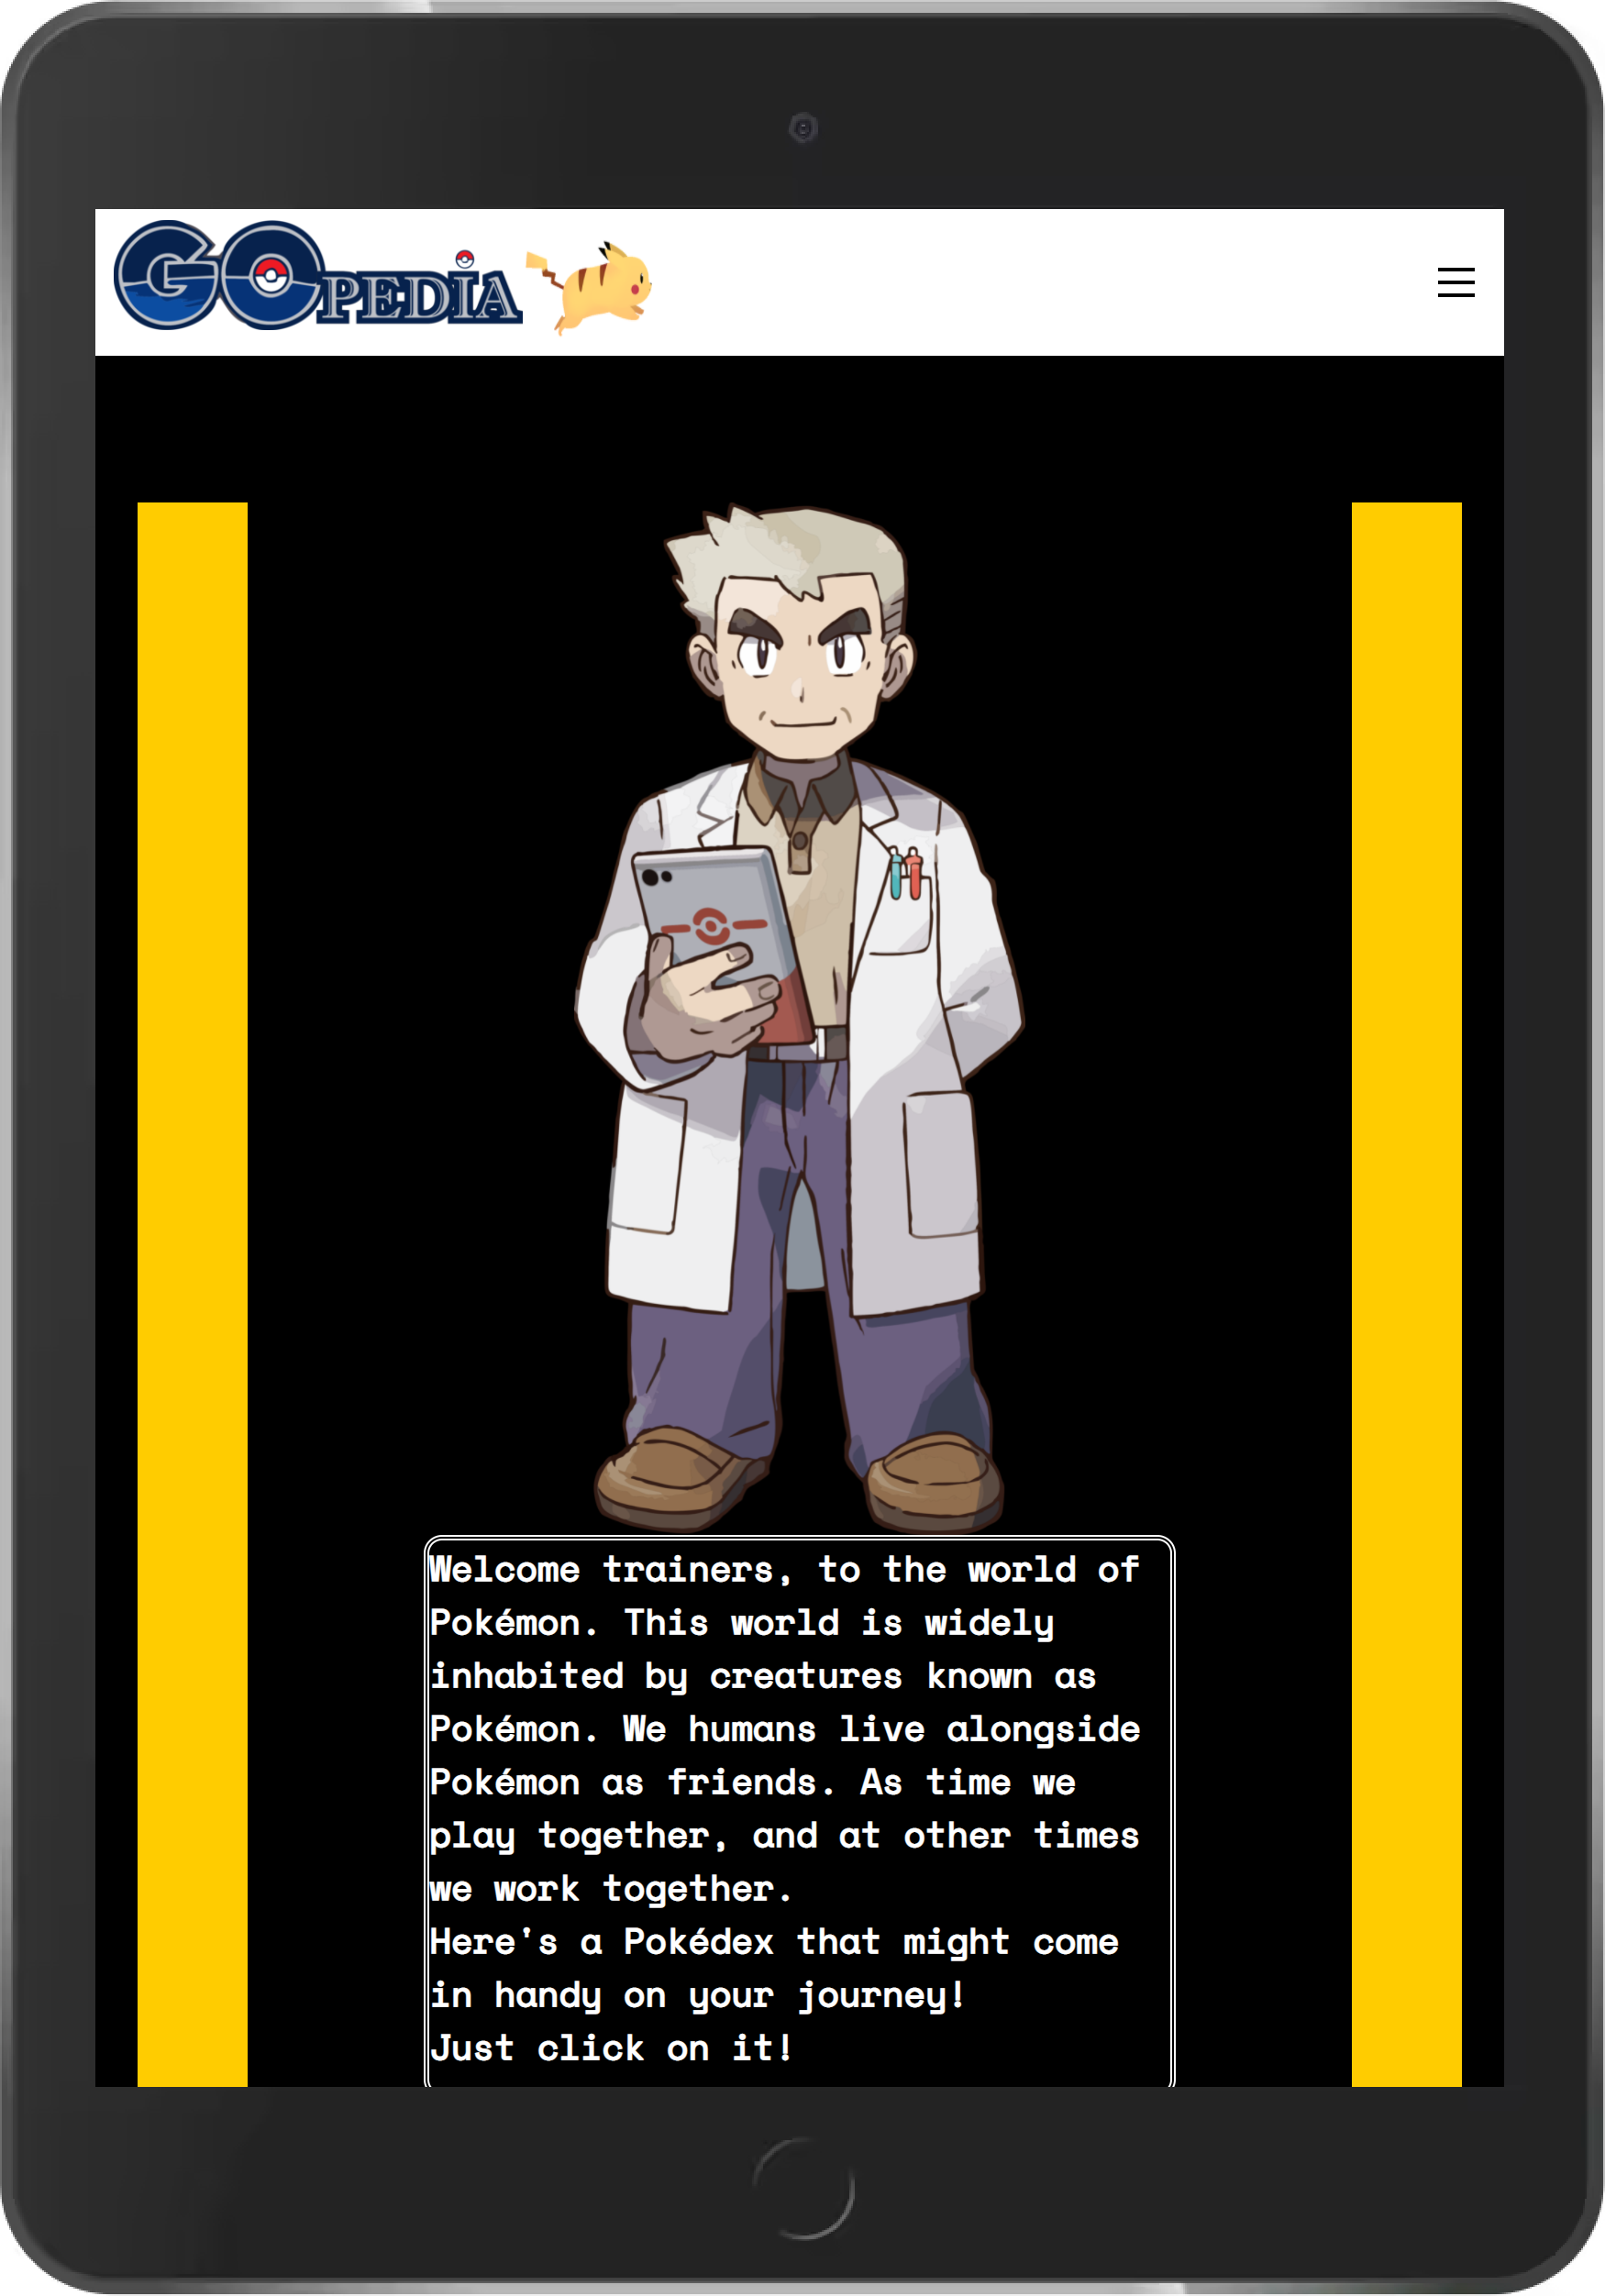 GOPEDIA
Welcome trainers, to the world of
Pokémon. This world is widely
inhabited by creatures known as
Pokémon. We humans live alongside
Pokémon as friends. As time we
play together, and at other times
we work together.
Here's a Pokédex that might come
in handy on your journey!
Just click on it!